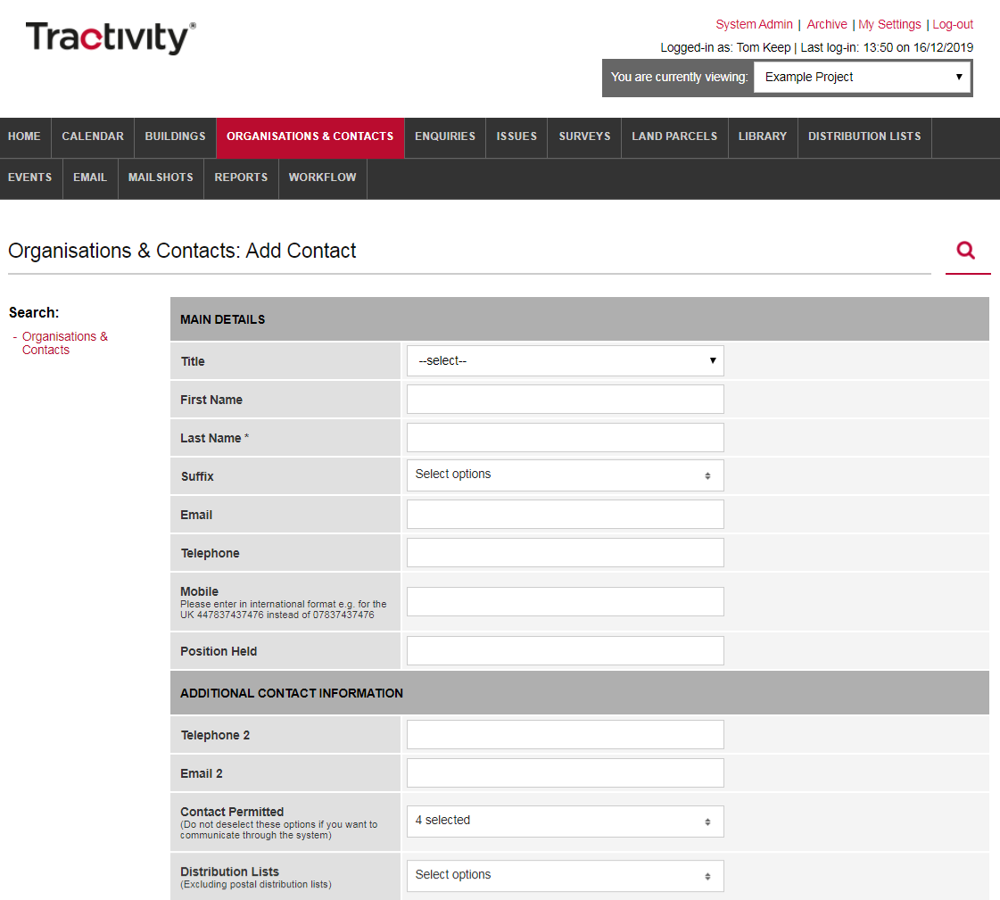 Tractivity®
System Admin | Archive | My Settings | Log-out
Logged-in as: Tom Keep | Last log-in: 13:50 on 16/12/2019
You are currently viewing: Example Project
HOME CALENDAR BUILDINGS ORGANISATIONS & CONTACTS ENQUIRIES ISSUES SURVEYS LAND PARCELS LIBRARY DISTRIBUTION LISTS
EVENTS EMAIL MAILSHOTS REPORTS WORKFLOW
Organisations & Contacts: Add Contact
Search:
- Organisations &
Contacts
MAIN DETAILS
Title --select--
First Name
Last Name *
Suffix Select options
Email
Telephone
Mobile
Please enter in international format e.g. for the
UK 447837437476 instead of 07837437476
Position Held
ADDITIONAL CONTACT INFORMATION
Telephone 2
Email 2
Contact Permitted
(Do not deselect these options if you want to
communicate through the system)
4 selected
Distribution Lists
(Excluding postal distribution lists)
Select options